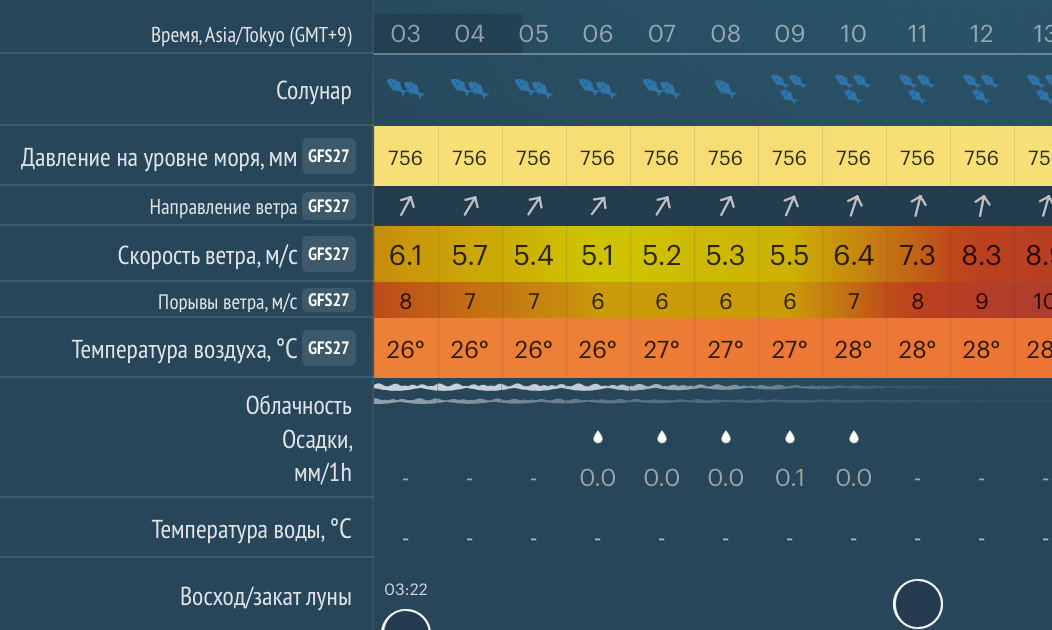 Время, Asia/Tokyo (GMT+9) 03 04 05 06 07 08 09 10 11 12 13
Солунар
Давление на уровне моря, мм GFS27 756 756 756 756 756 756 756 756 756 756 75
Направление ветра GFS27
Скорость ветра, м/с GFS27 6.1 5.7 5.4 5.1 5.2 5.3 5.5 6.4 7.3 8.3 8.9
Порывы ветра, м/с GFS27 8 7 7 6 6 6 6 7 8 9 10
Температура воздуха, °C GFS27 26° 26° 26° 26° 27° 27° 27° 28° 28° 28° 28
Облачность
Осадки,
мм/1h - - - 0.0 0.0 0.0 0.1 0.0 - - -
Температура воды, °C - - - - - - - - - - -
Восход/закат луны 03:22